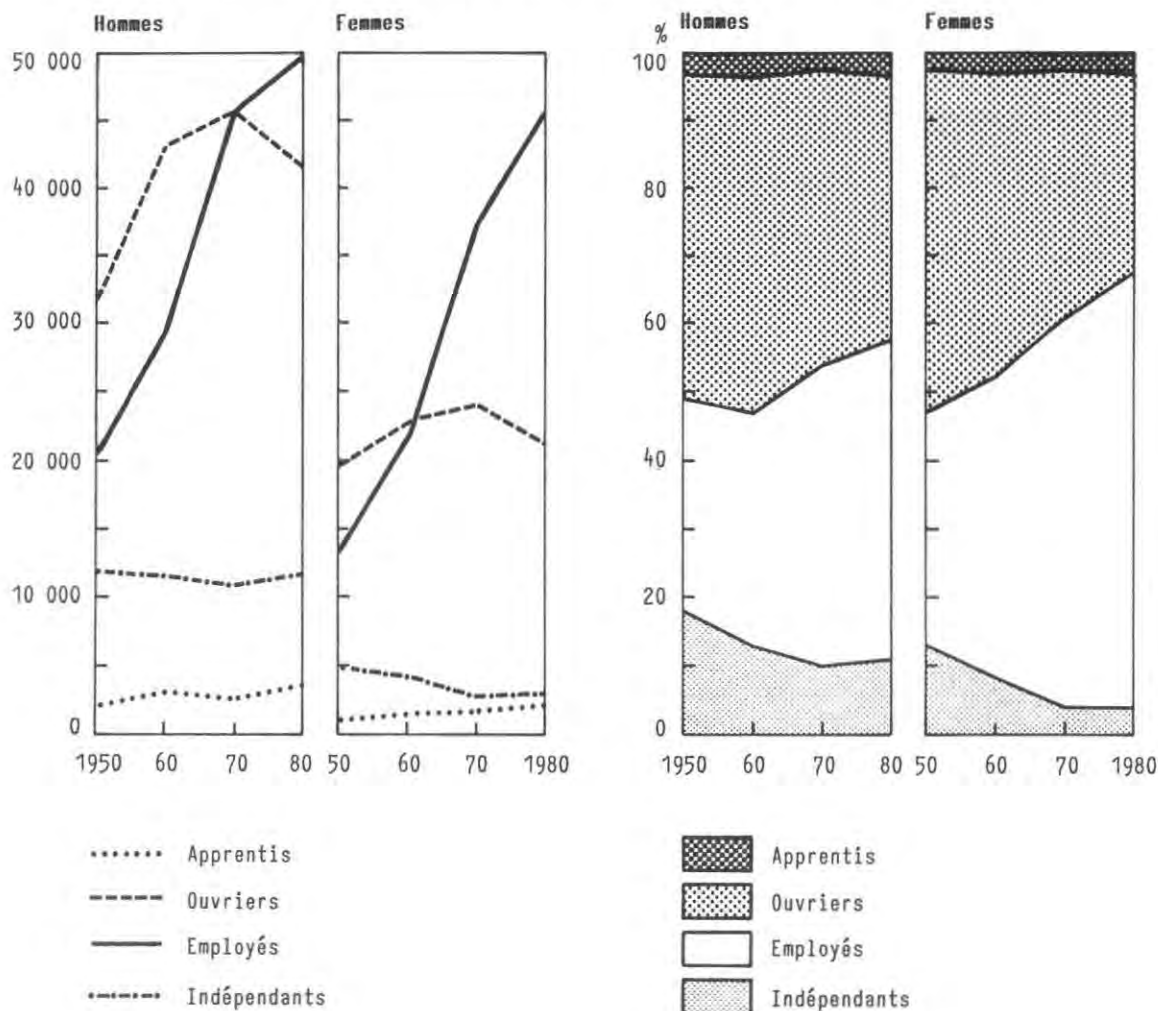 Hommes Femmes
50 000
40 000
30 000
20 000
10 000
0
1950 60 70 80 50 60 70 1980
Apprentis
Ouvriers
Employés
Indépendants
% Hommes Femmes
100
80
60
40
20
0
1950 60 70 80 50 60 70 1980
Apprentis
Ouvriers
Employés
Indépendants